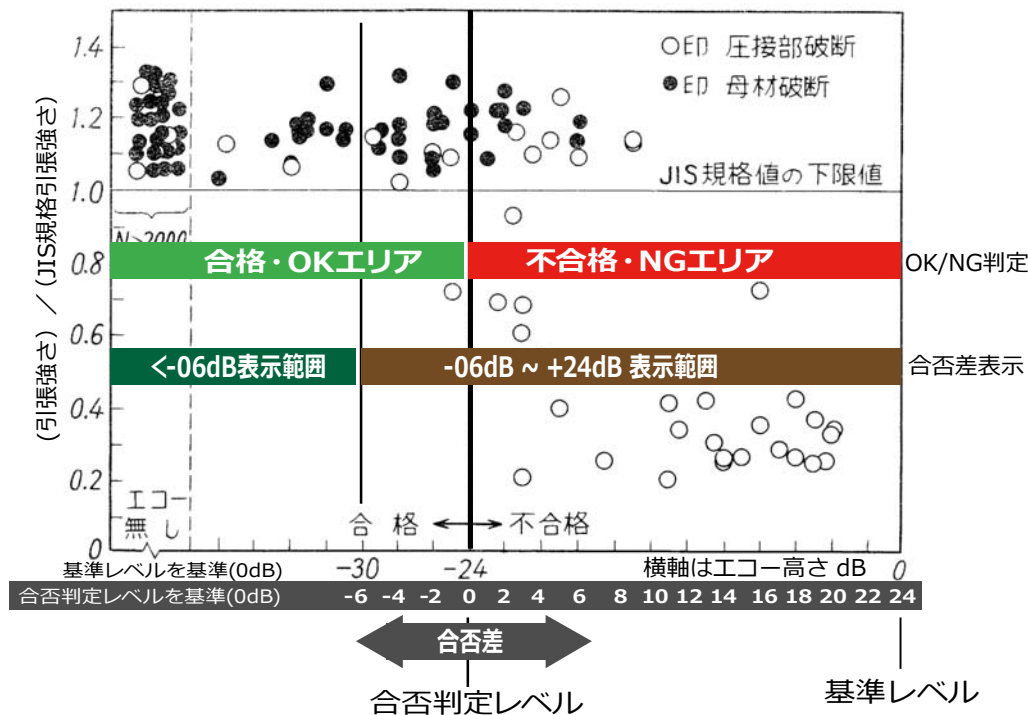 1.4
○印 圧接部破断
●印 母材破断
1.2
JIS規格値の下限値
1.0
N>2000
合格・OKエリア
不合格・NGエリア
OK/NG判定
0.8
0.6
<-06dB表示範囲
-06dB ~ +24dB 表示範囲
合否差表示
0.4
0.2
エコー
無し
合格 ←→ 不合格
0
(引張強さ) / (JIS規格引張強さ)
基準レベルを基準(0dB)
-30
-24
横軸はエコー高さ dB
0
合否判定レベルを基準(0dB)
-6 -4 -2 0 2 4 6 8 10 12 14 16 18 20 22 24
合否差
合否判定レベル
基準レベル